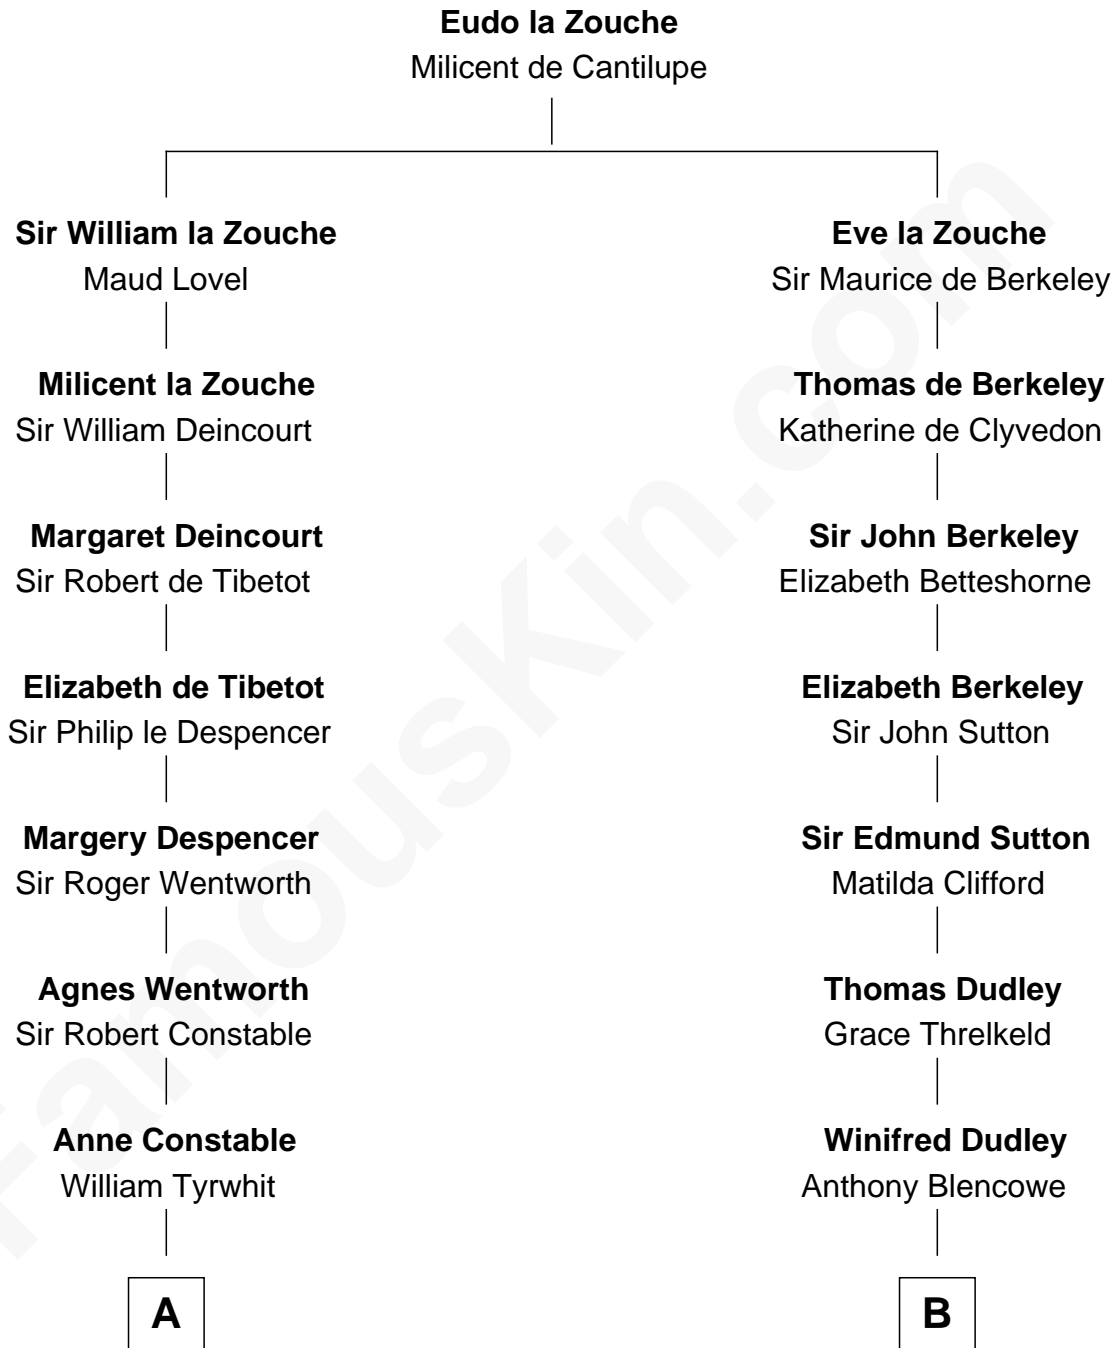 Eudo la Zouche
Milicent de Cantilupe
Sir William la Zouche
Maud Lovel
Milicent la Zouche
Sir William Deincourt
Margaret Deincourt
Sir Robert de Tibetot
Elizabeth de Tibetot
Sir Philip le Despencer
Margery Despencer
Sir Roger Wentworth
Agnes Wentworth
Sir Robert Constable
Anne Constable
William Tyrwhit
A
Eve la Zouche
Sir Maurice de Berkeley
Thomas de Berkeley
Katherine de Clyvedon
Sir John Berkeley
Elizabeth Betteshorne
Elizabeth Berkeley
Sir John Sutton
Sir Edmund Sutton
Matilda Clifford
Thomas Dudley
Grace Threlkeld
Winifred Dudley
Anthony Blencowe
B
FamousKin.com